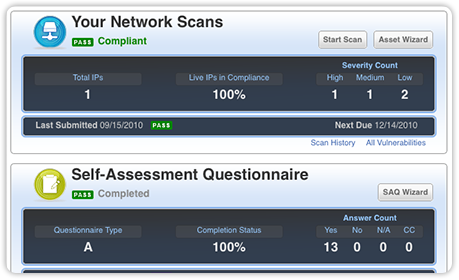 Your Network Scans
PASS Compliant
Start Scan Asset Wizard
Severity Count
Total IPs Live IPs in Compliance High Medium Low
1 100% 1 1 2
Last Submitted 09/15/2010 PASS Next Due 12/14/2010
Scan History All Vulnerabilities
Self-Assessment Questionnaire
PASS Completed
SAQ Wizard
Answer Count
Questionnaire Type Completion Status Yes No N/A CC
A 100% 13 0 0 0